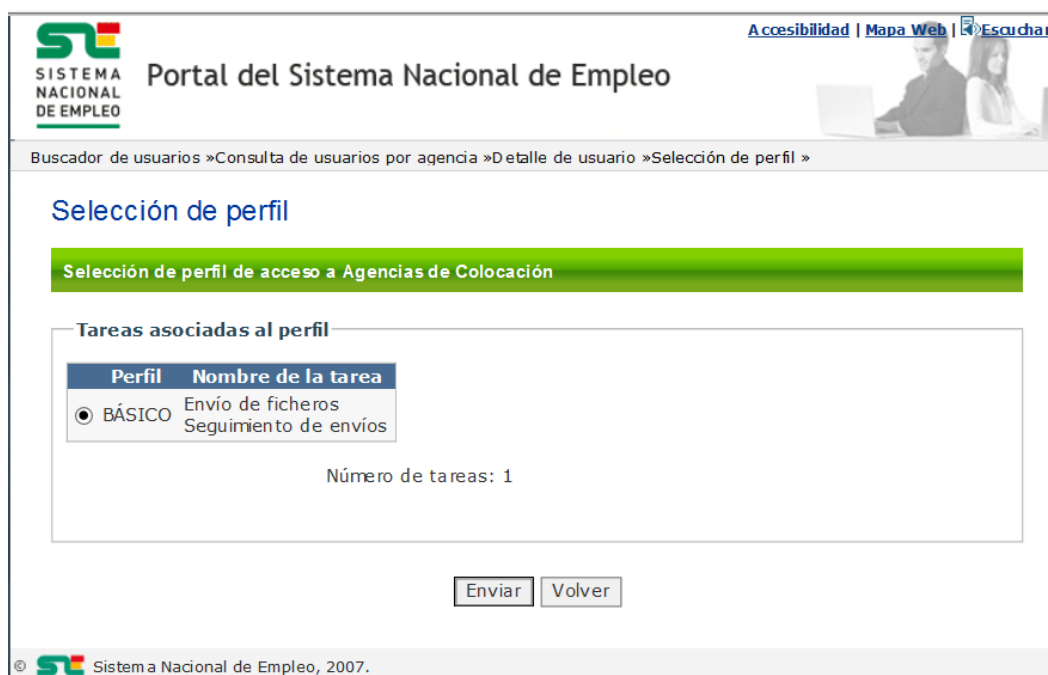 Accesibilidad | Mapa Web | Escuchar
SISTEMA
NACIONAL
DE EMPLEO
Portal del Sistema Nacional de Empleo
Buscador de usuarios »Consulta de usuarios por agencia »Detalle de usuario »Selección de perfil »
Selección de perfil
Selección de perfil de acceso a Agencias de Colocación
Tareas asociadas al perfil
Perfil Nombre de la tarea
BÁSICO Envío de ficheros
Seguimiento de envíos
Número de tareas: 1
Enviar Volver
© Sistema Nacional de Empleo, 2007.